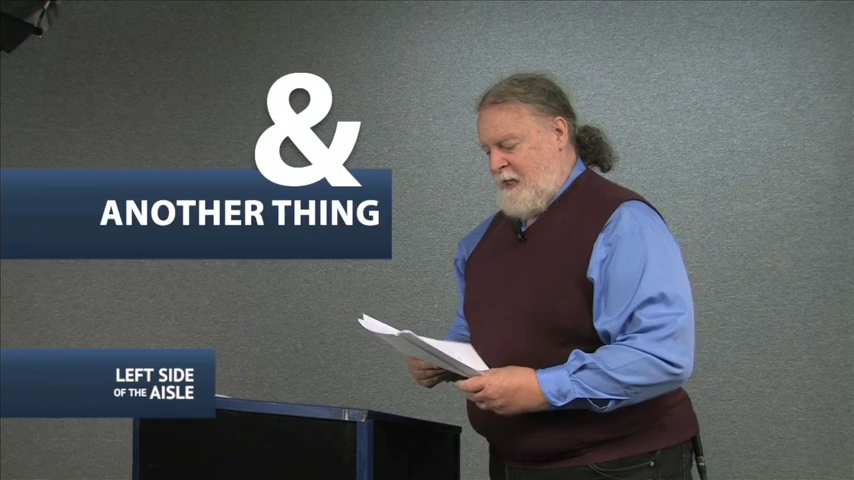 &
ANOTHER THING
LEFT SIDE
OF THE AISLE